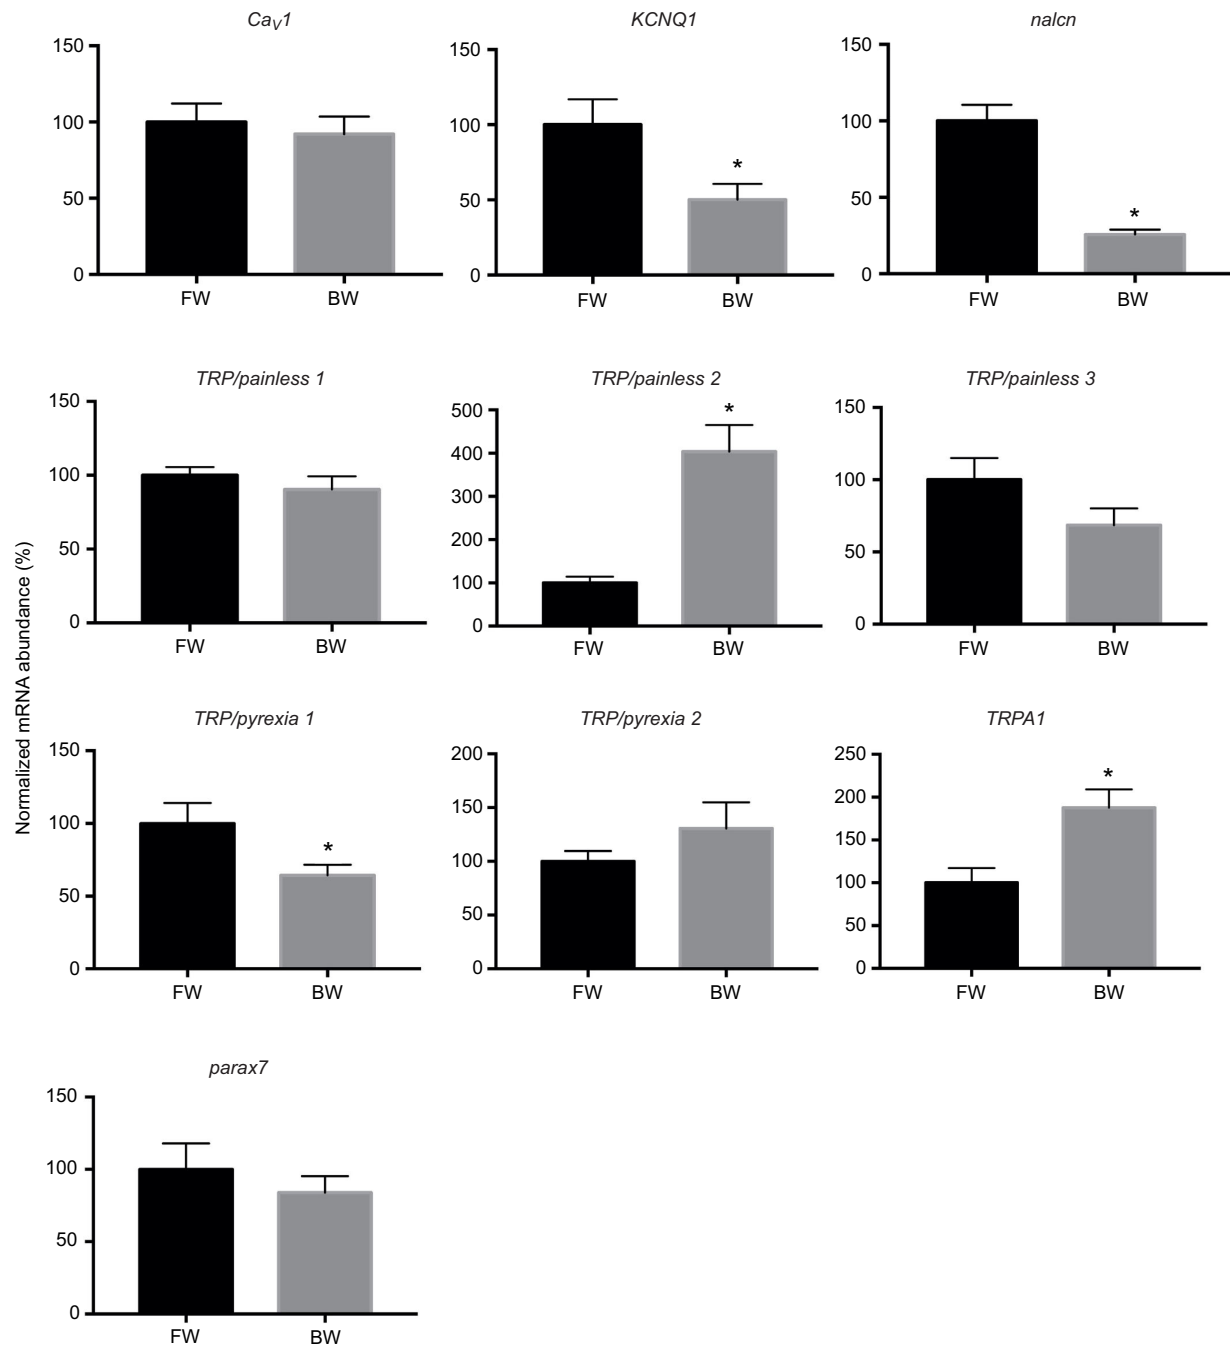 Normalized mRNA abundance (%)
CaV1
150
100
50
0
FW BW
KCNQ1
150
100
50
0
*
FW BW
nalcn
150
100
50
0
*
FW BW
TRP/painless 1
150
100
50
0
FW BW
TRP/painless 2
500
400
300
200
100
0
*
FW BW
TRP/painless 3
150
100
50
0
FW BW
TRP/pyrexia 1
150
100
50
0
*
FW BW
TRP/pyrexia 2
200
150
100
50
0
FW BW
TRPA1
250
200
150
100
50
0
*
FW BW
parax7
150
100
50
0
FW BW